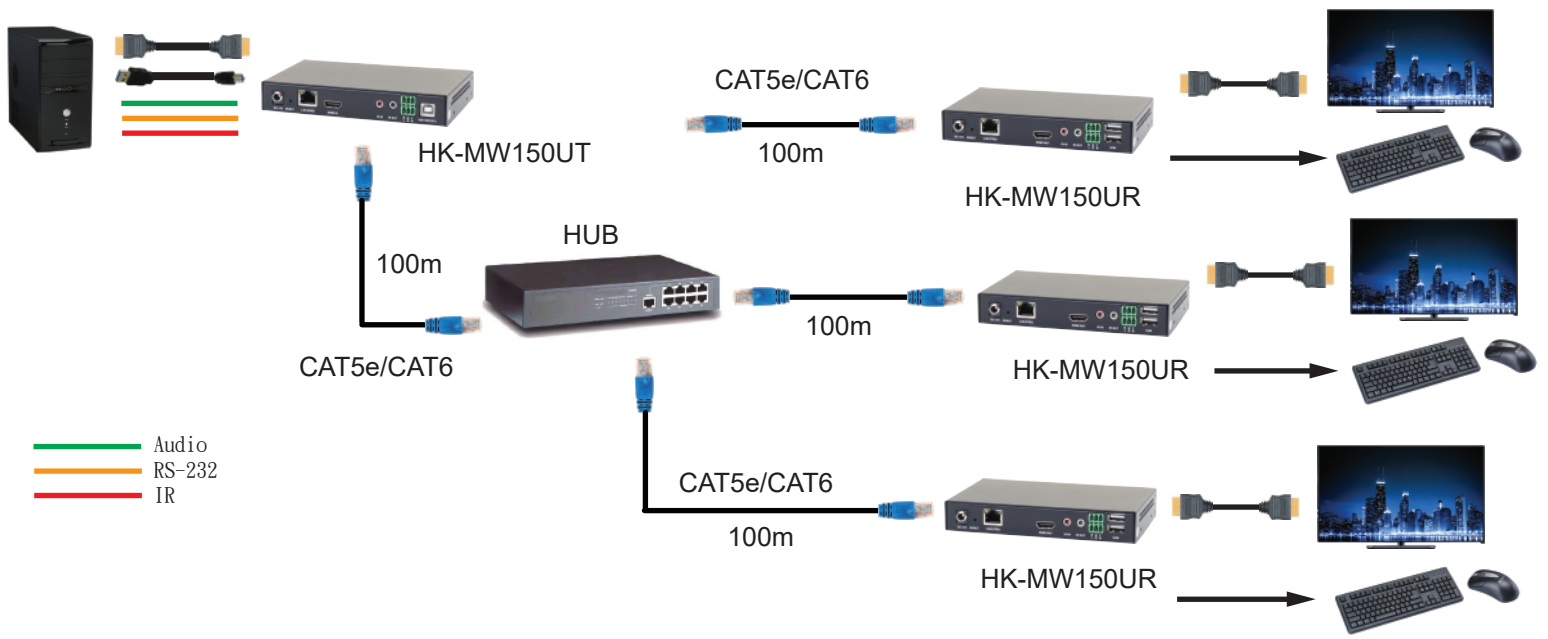 CAT5e/CAT6
100m
HK-MW150UT
HK-MW150UR
HUB
100m
100m
CAT5e/CAT6
HK-MW150UR
Audio
RS-232
IR
CAT5e/CAT6
100m
HK-MW150UR